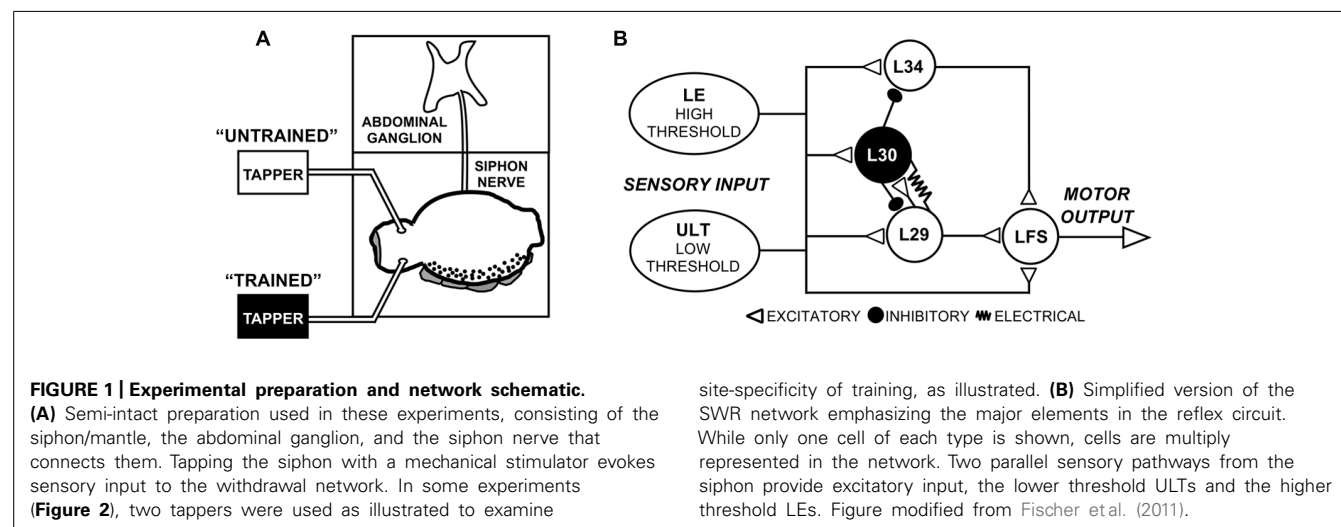 A
ABDOMINAL
GANGLION
"UNTRAINED"
TAPPER
SIPHON
NERVE
"TRAINED"
TAPPER
B
LE
HIGH
THRESHOLD
SENSORY INPUT
ULT
LOW
THRESHOLD
L34
L30
L29
LFS
MOTOR
OUTPUT
EXCITATORY INHIBITORY ELECTRICAL
FIGURE 1 | Experimental preparation and network schematic.
(A) Semi-intact preparation used in these experiments, consisting of the
siphon/mantle, the abdominal ganglion, and the siphon nerve that
connects them. Tapping the siphon with a mechanical stimulator evokes
sensory input to the withdrawal network. In some experiments
(Figure 2), two tappers were used as illustrated to examine
site-specificity of training, as illustrated. (B) Simplified version of the
SWR network emphasizing the major elements in the reflex circuit.
While only one cell of each type is shown, cells are multiply
represented in the network. Two parallel sensory pathways from the
siphon provide excitatory input, the lower threshold ULTs and the higher
threshold LEs. Figure modified from Fischer et al. (2011).